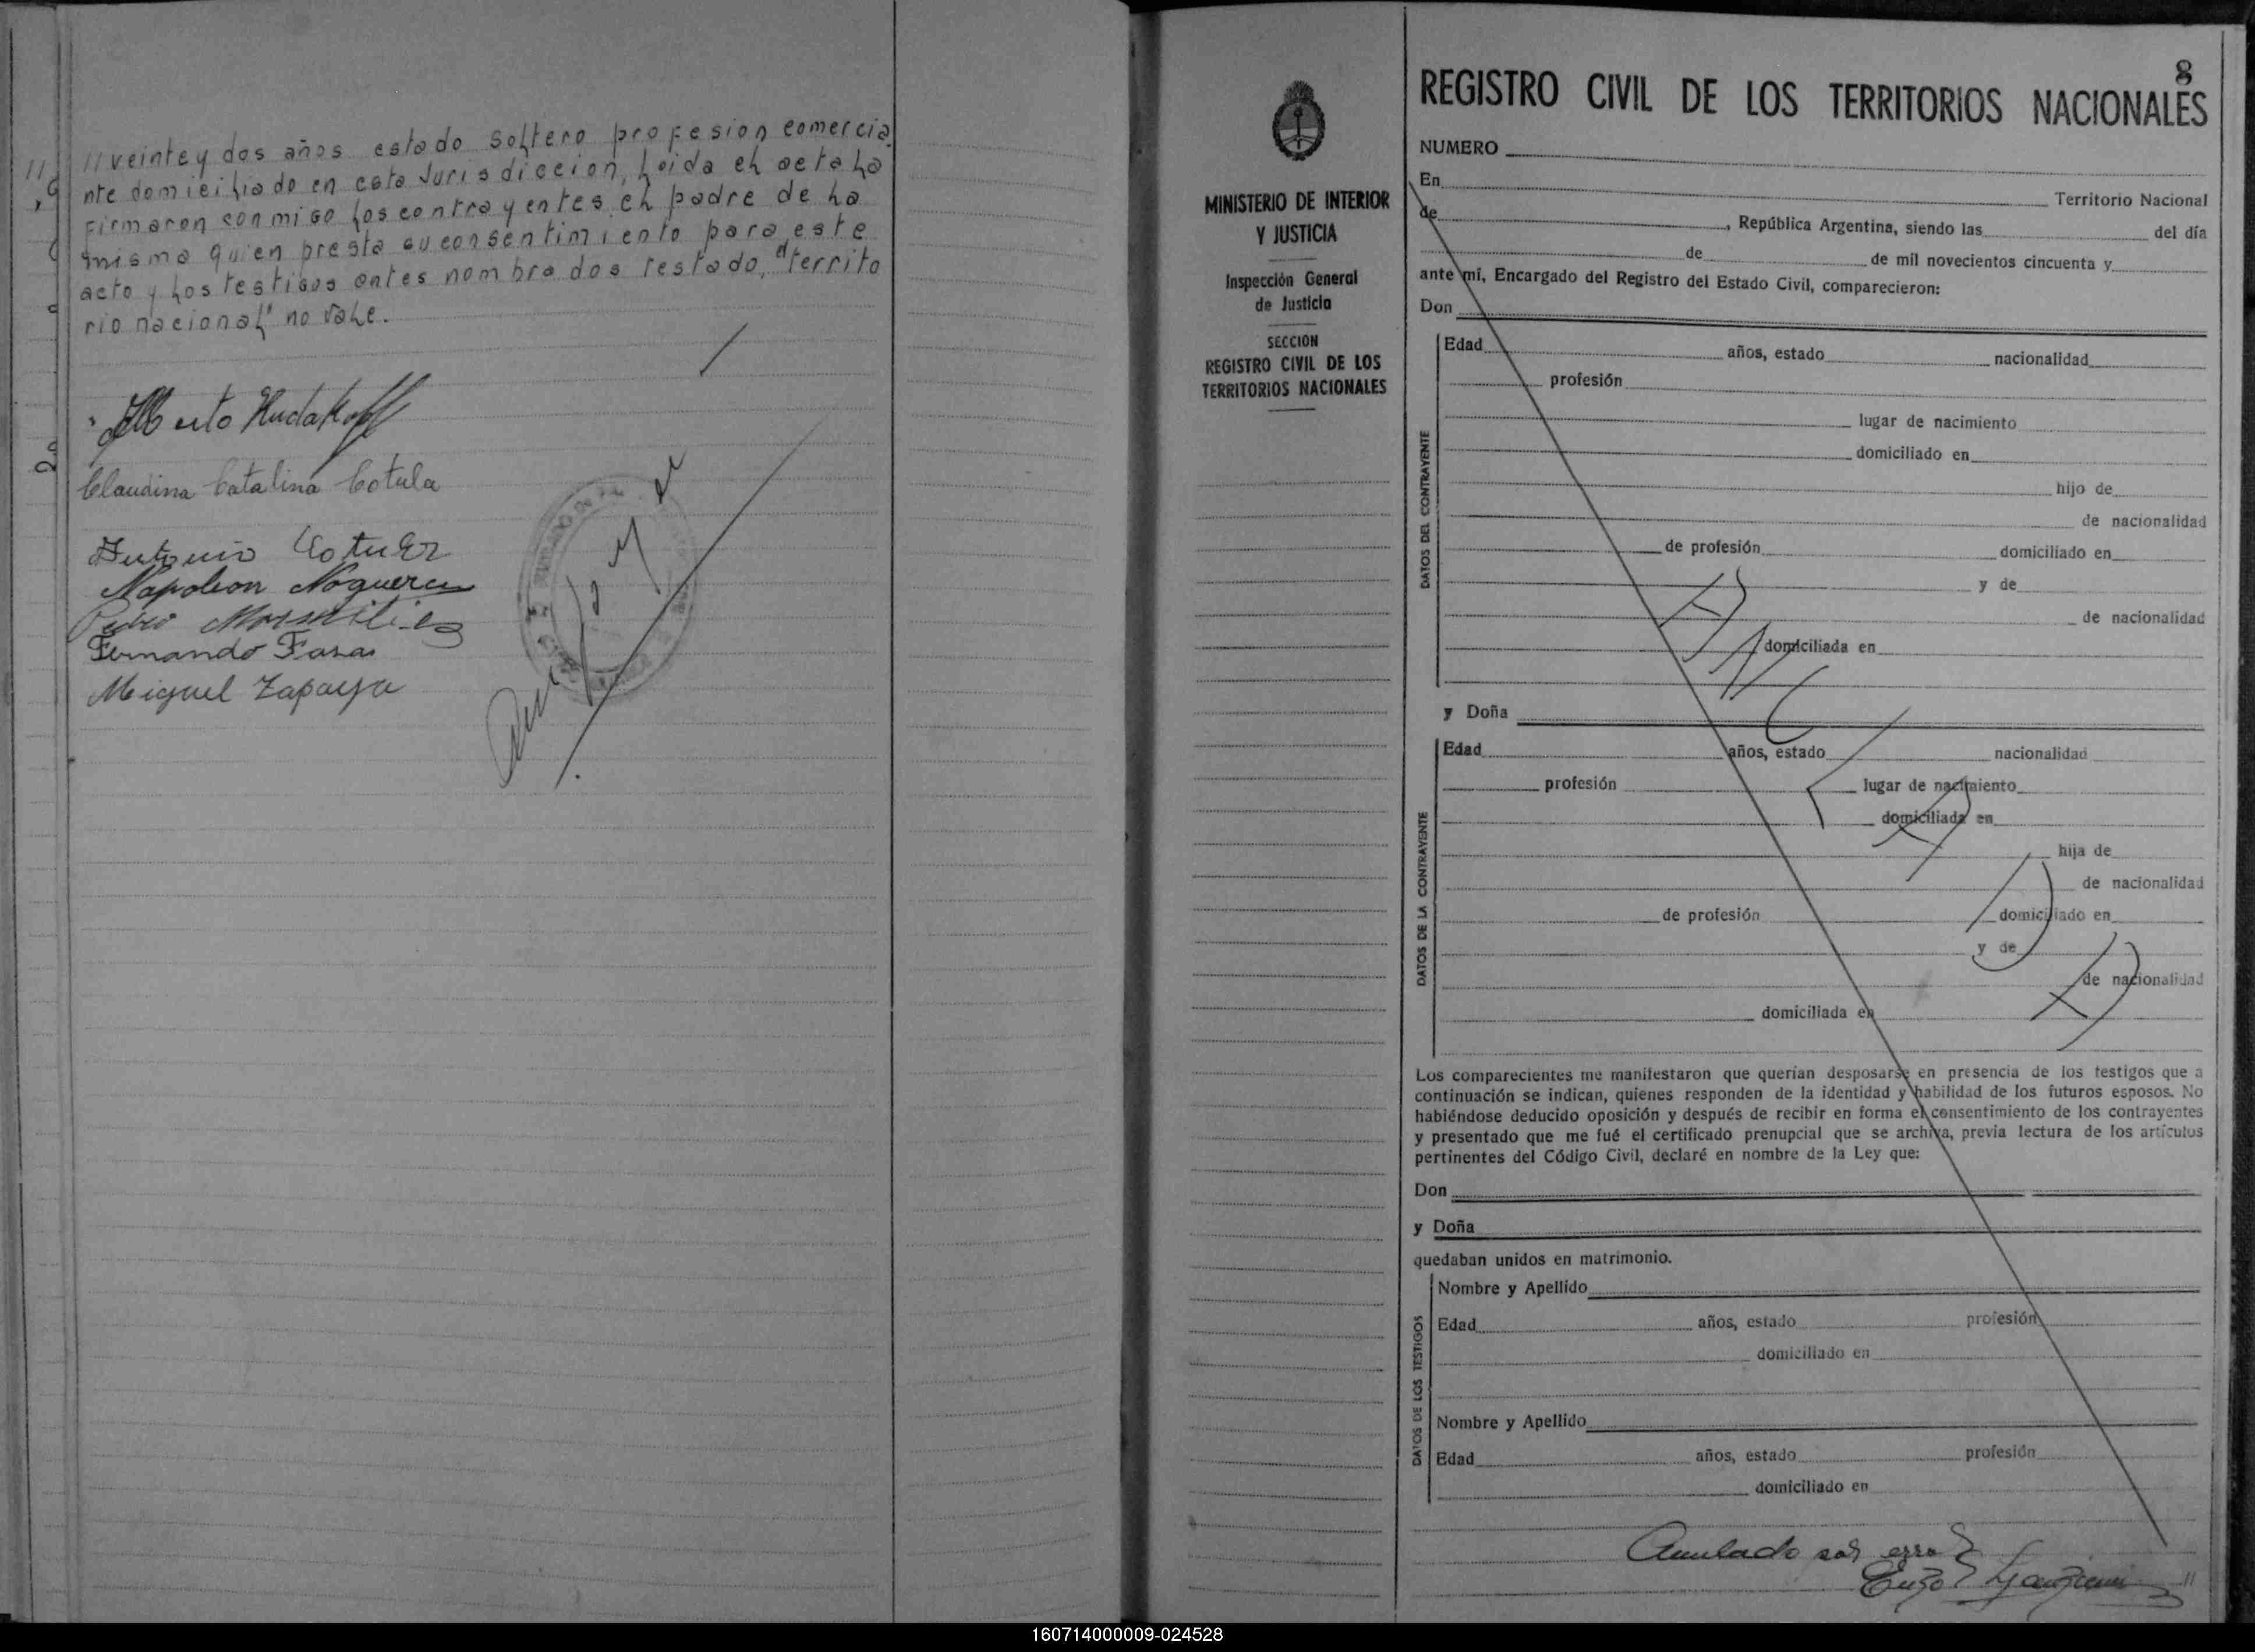 // veinte y dos años estado soltero profesion comercia
nte domiciliado en esta Jurisdiccion, Leida el acta la
Firmaron conmigo los contrayentes, el padre de la
misma quien presta su consentimiento para este
acto y los testigos antes nombrados testado, "territo
rio nacional" no vale.
Alberto Hudakoff
Claudina Catalina Cotula
Antonio Cotula
Napoleon Noguera
Pedro
Fernando Faras
Miguel Zapaya
8
MINISTERIO DE INTERIOR
Y JUSTICIA
Inspección General
de Justicia
SECCION
REGISTRO CIVIL DE LOS
TERRITORIOS NACIONALES
REGISTRO CIVIL DE LOS TERRITORIOS NACIONALES
NUMERO
En Territorio Nacional
de , República Argentina, siendo las del día
de de mil novecientos cincuenta y
ante mí, Encargado del Registro del Estado Civil, comparecieron:
Don
DATOS DEL CONTRAYENTE
Edad años, estado nacionalidad
profesión
lugar de nacimiento
domiciliado en
hijo de
de nacionalidad
de profesión domiciliado en
y de
de nacionalidad
domiciliada en
y Doña
DATOS DE LA CONTRAYENTE
Edad años, estado nacionalidad
profesión lugar de nacimiento
domiciliada en
hija de
de nacionalidad
de profesión domiciliado en
y de
de nacionalidad
domiciliada en
Los comparecientes me manifestaron que querían desposarse en presencia de los testigos que a
continuación se indican, quienes responden de la identidad y habilidad de los futuros esposos. No
habiéndose deducido oposición y después de recibir en forma el consentimiento de los contrayentes
y presentado que me fué el certificado prenupcial que se archiva, previa lectura de los artículos
pertinentes del Código Civil, declaré en nombre de la Ley que:
Don
y Doña
quedaban unidos en matrimonio.
DATOS DE LOS TESTIGOS
Nombre y Apellido
Edad años, estado profesión
domiciliado en
Nombre y Apellido
Edad años, estado profesión
domiciliado en
Anulado por error
Enzo
160714000009-024528